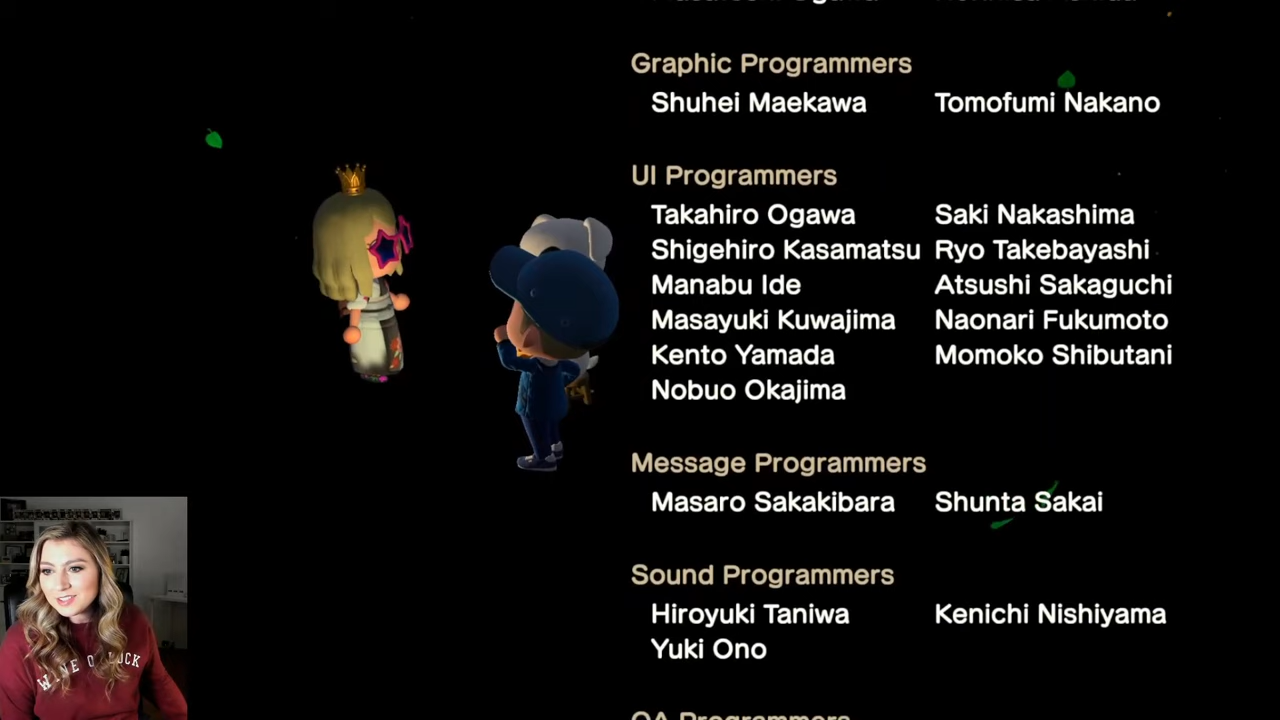 Graphic Programmers
Shuhei Maekawa Tomofumi Nakano
UI Programmers
Takahiro Ogawa Saki Nakashima
Shigehiro Kasamatsu Ryo Takebayashi
Manabu Ide Atsushi Sakaguchi
Masayuki Kuwajima Naonari Fukumoto
Kento Yamada Momoko Shibutani
Nobuo Okajima
Message Programmers
Masaro Sakakibara Shunta Sakai
Sound Programmers
Hiroyuki Taniwa Kenichi Nishiyama
Yuki Ono